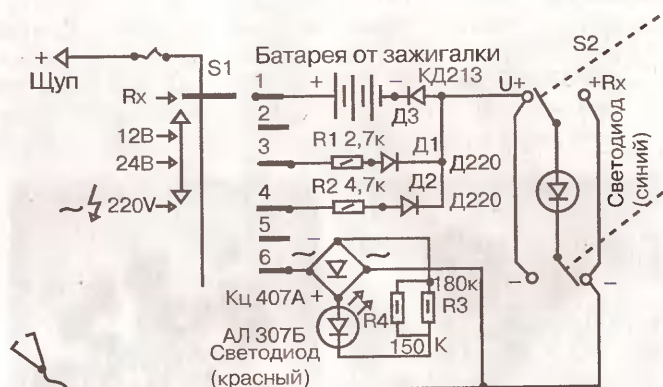 S2
+
Щуп
Батарея от зажигалки
S1
1
+
−
КД213
U+
+Rx
Rx
2
Д3
12В
3
R1 2,7к
Д1
Д220
24В
R2 4,7к
Д2
Д220
~ 220V
4
5
6
~
−
~
Кц 407А +
180к
R4
R3
150 К
АЛ 307Б
Светодиод
(красный)
−
−
Светодиод
(синий)